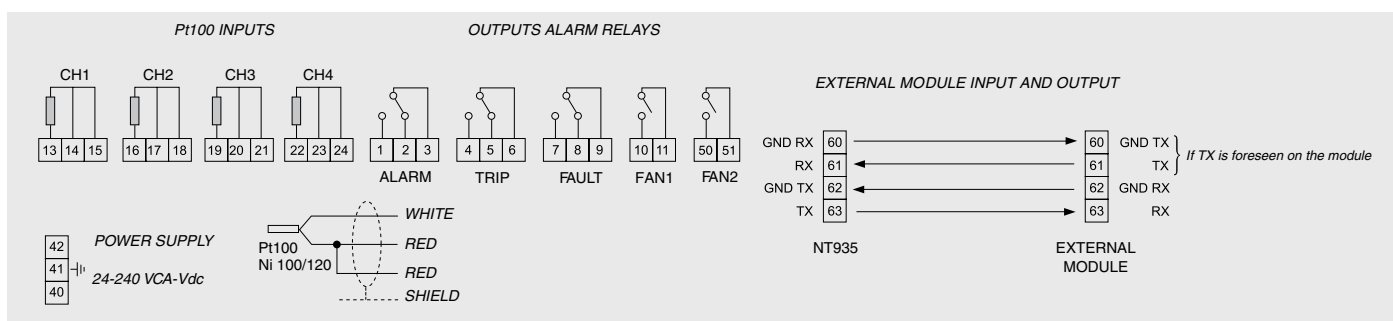 Pt100 INPUTS
OUTPUTS ALARM RELAYS
CH1 CH2 CH3 CH4
13 14 15 16 17 18 19 20 21 22 23 24
1 2 3 4 5 6 7 8 9 10 11 50 51
ALARM TRIP FAULT FAN1 FAN2
EXTERNAL MODULE INPUT AND OUTPUT
GND RX 60 60 GND TX
RX 61 61 TX
If TX is foreseen on the module
GND TX 62 62 GND RX
TX 63 63 RX
NT935
EXTERNAL
MODULE
42
41
40
POWER SUPPLY
24-240 VCA-Vdc
Pt100
Ni 100/120
WHITE
RED
RED
SHIELD